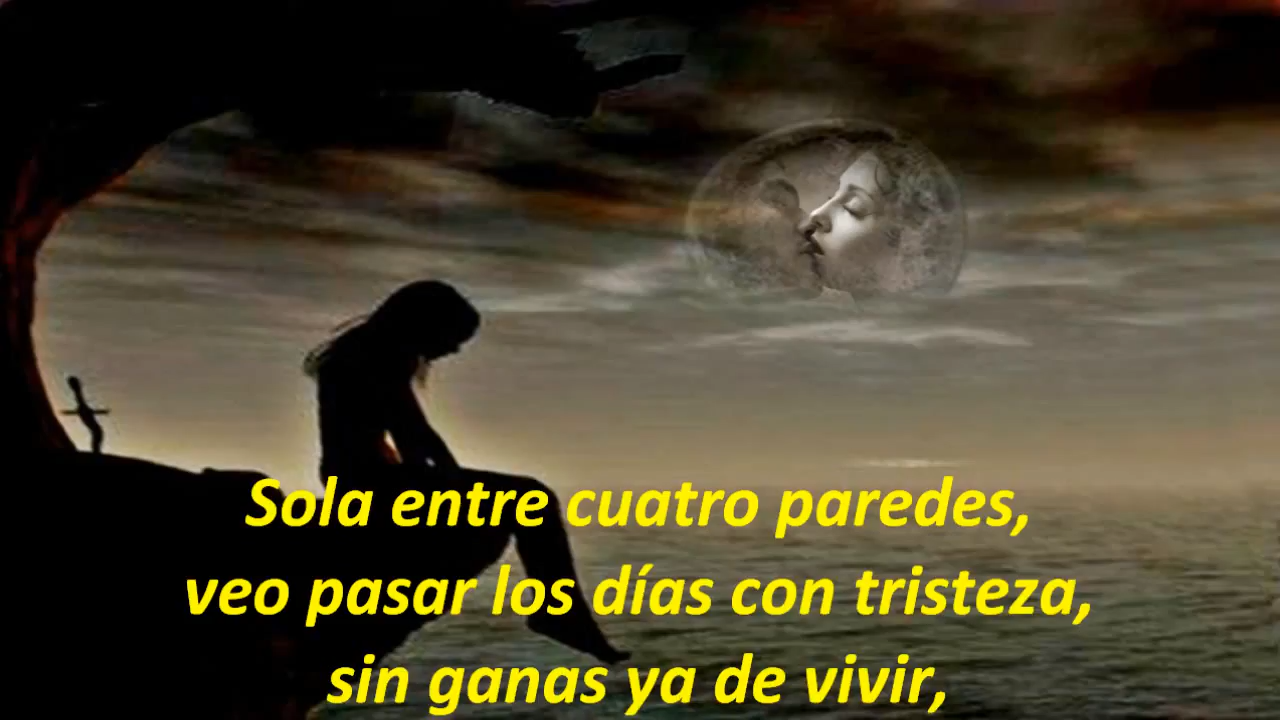 Sola entre cuatro paredes,
veo pasar los días con tristeza,
sin ganas ya de vivir,